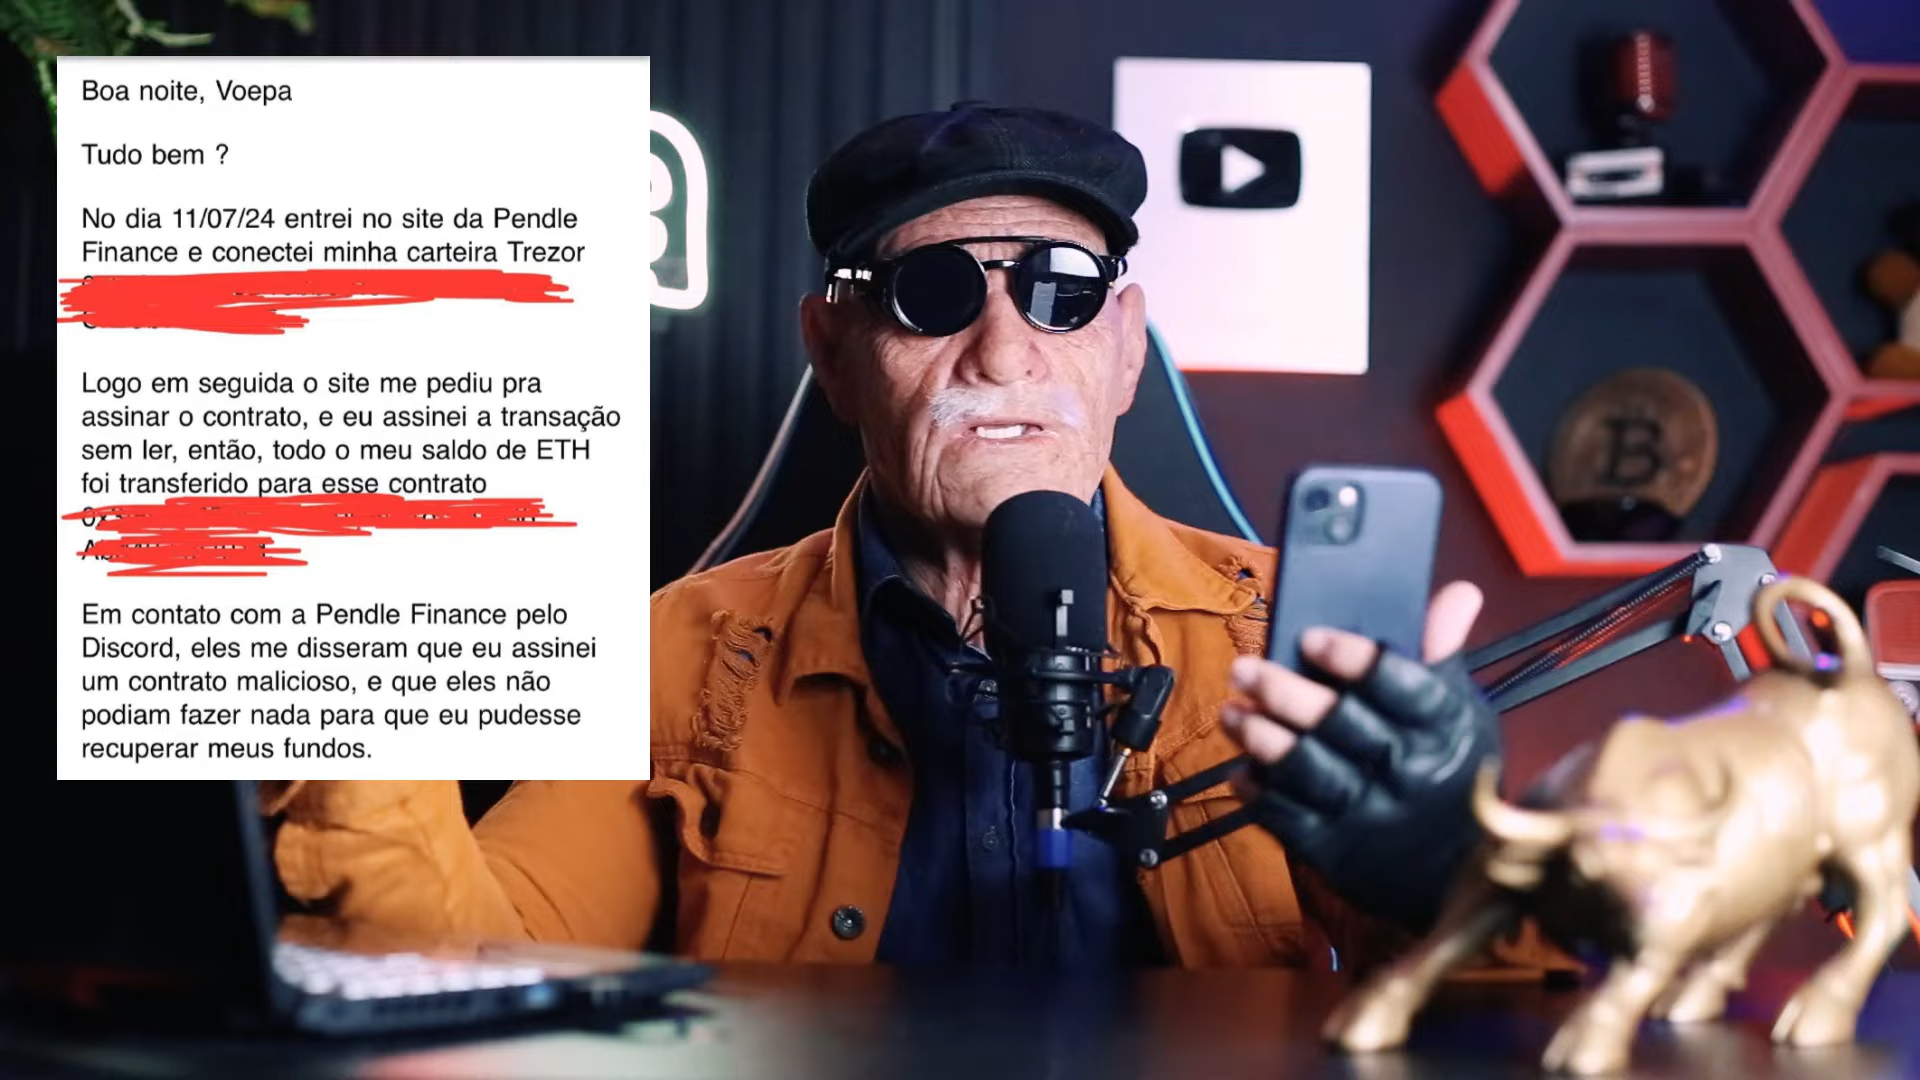 Boa noite, Voepa
Tudo bem ?
No dia 11/07/24 entrei no site da Pendle
Finance e conectei minha carteira Trezor
Logo em seguida o site me pediu pra
assinar o contrato, e eu assinei a transação
sem ler, então, todo o meu saldo de ETH
foi transferido para esse contrato
Em contato com a Pendle Finance pelo
Discord, eles me disseram que eu assinei
um contrato malicioso, e que eles não
podiam fazer nada para que eu pudesse
recuperar meus fundos.